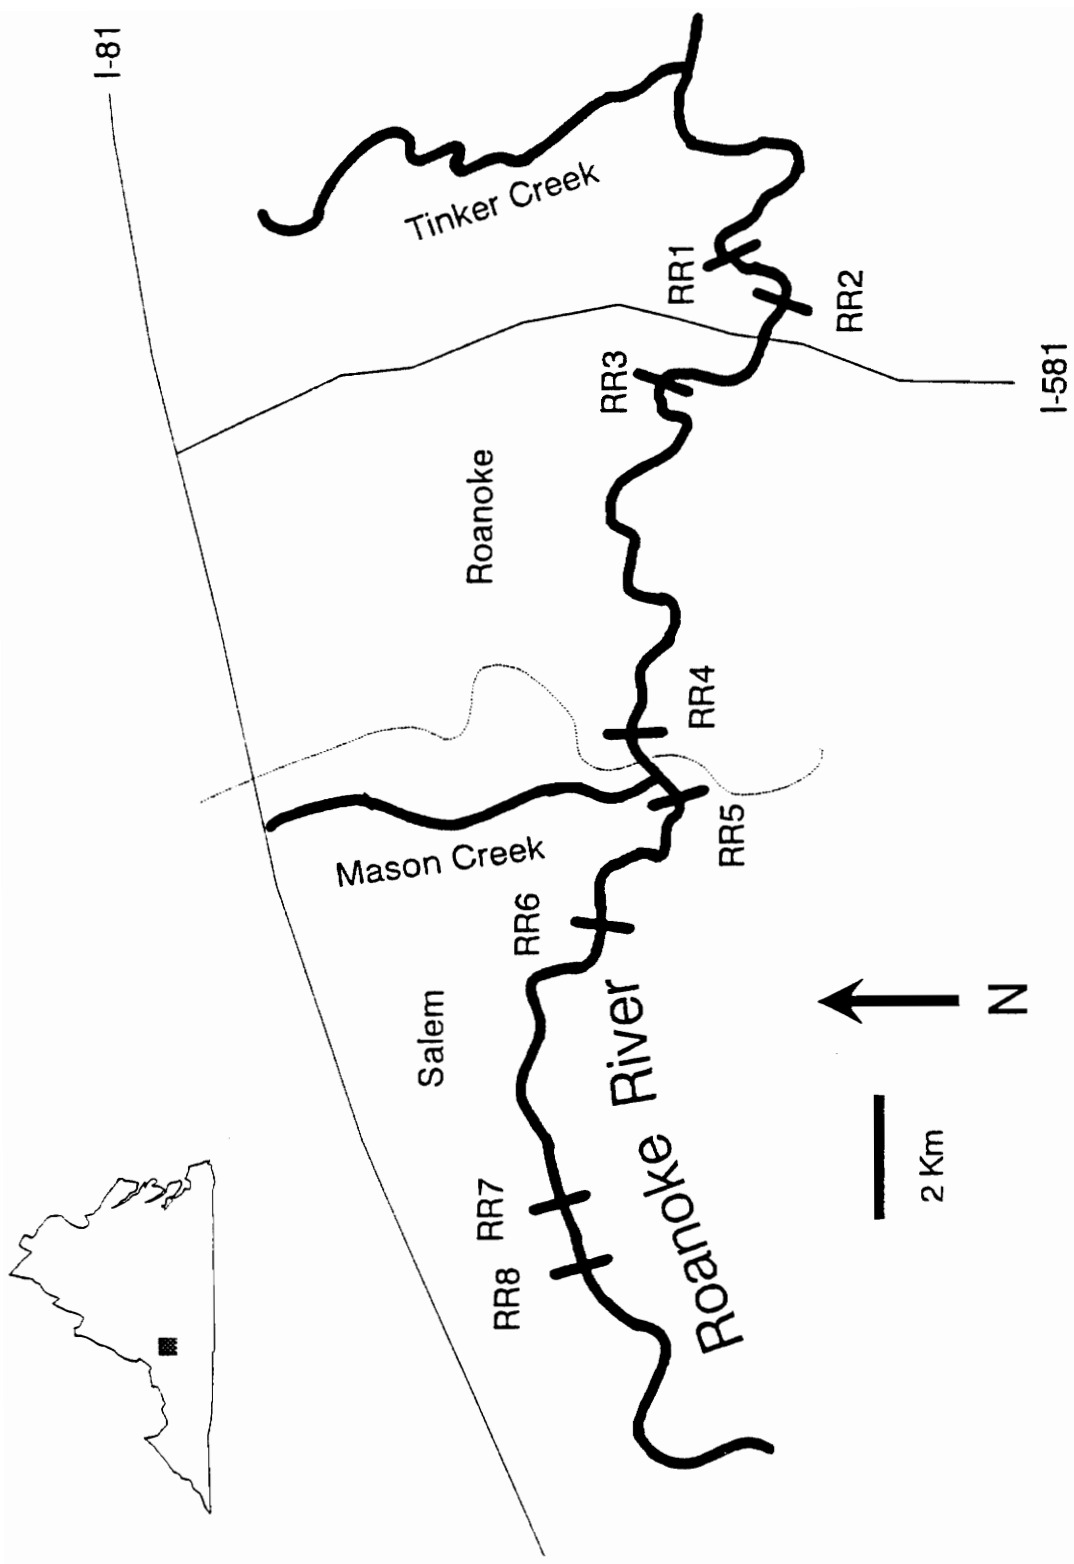 I-81
Tinker Creek
RR1
RR2
RR3
I-581
Roanoke
RR4
RR5
Mason Creek
RR6
Salem
N
Roanoke River
RR7
RR8
2 Km